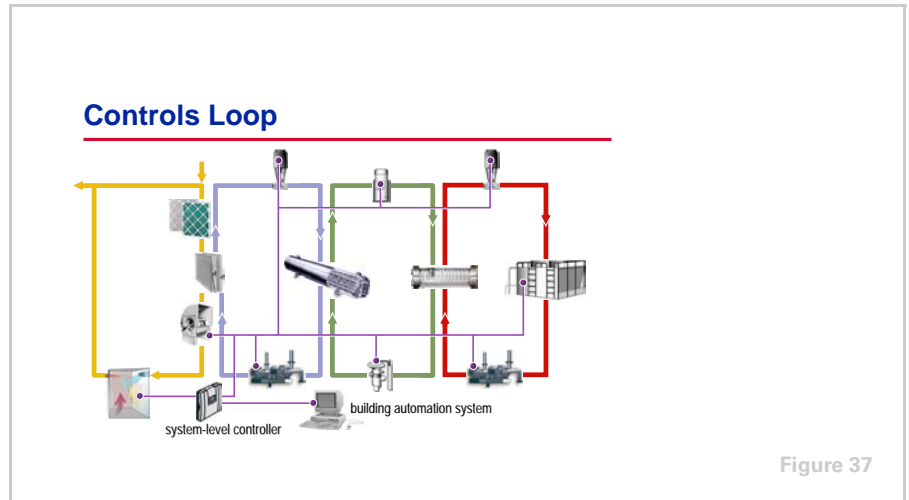 Controls Loop
building automation system
system-level controller
Figure 37